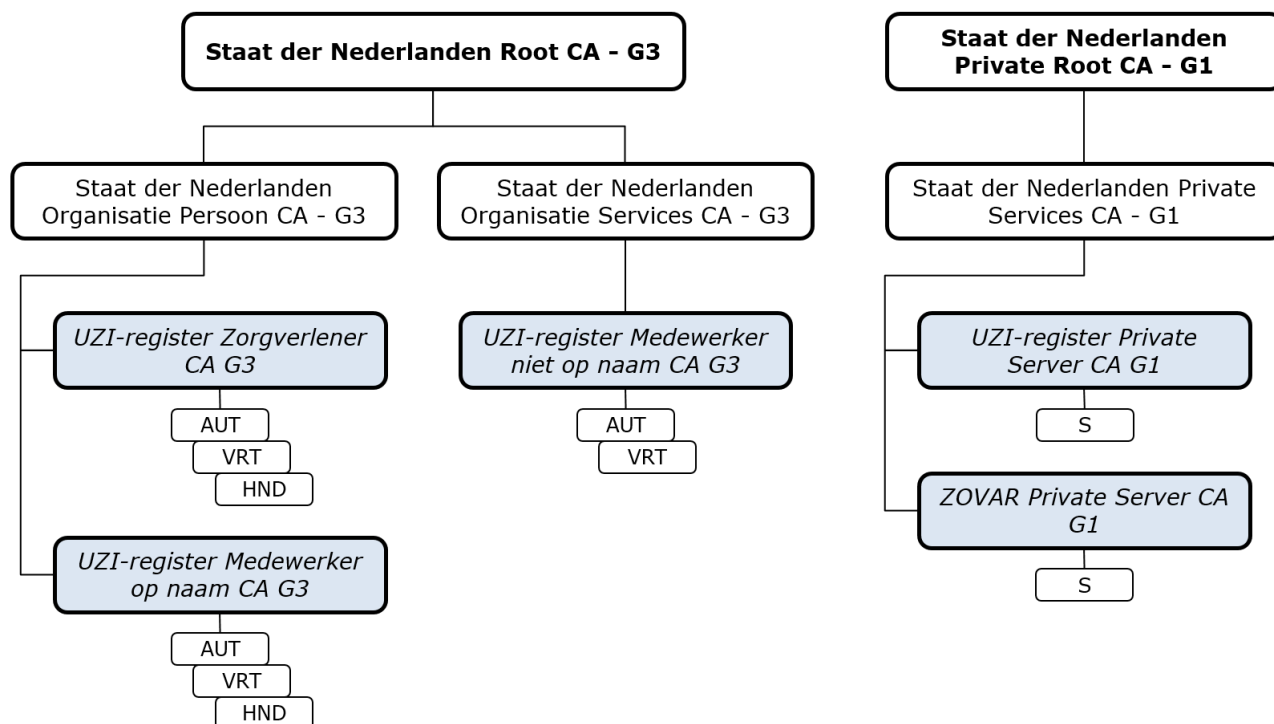 Staat der Nederlanden Root CA - G3
Staat der Nederlanden
Private Root CA - G1
Staat der Nederlanden
Organisatie Persoon CA - G3
Staat der Nederlanden
Organisatie Services CA - G3
Staat der Nederlanden Private
Services CA - G1
UZI-register Zorgverlener
CA G3
AUT
VRT
HND
UZI-register Medewerker
niet op naam CA G3
AUT
VRT
UZI-register Private
Server CA G1
S
ZOVAR Private Server CA
G1
S
UZI-register Medewerker
op naam CA G3
AUT
VRT
HND